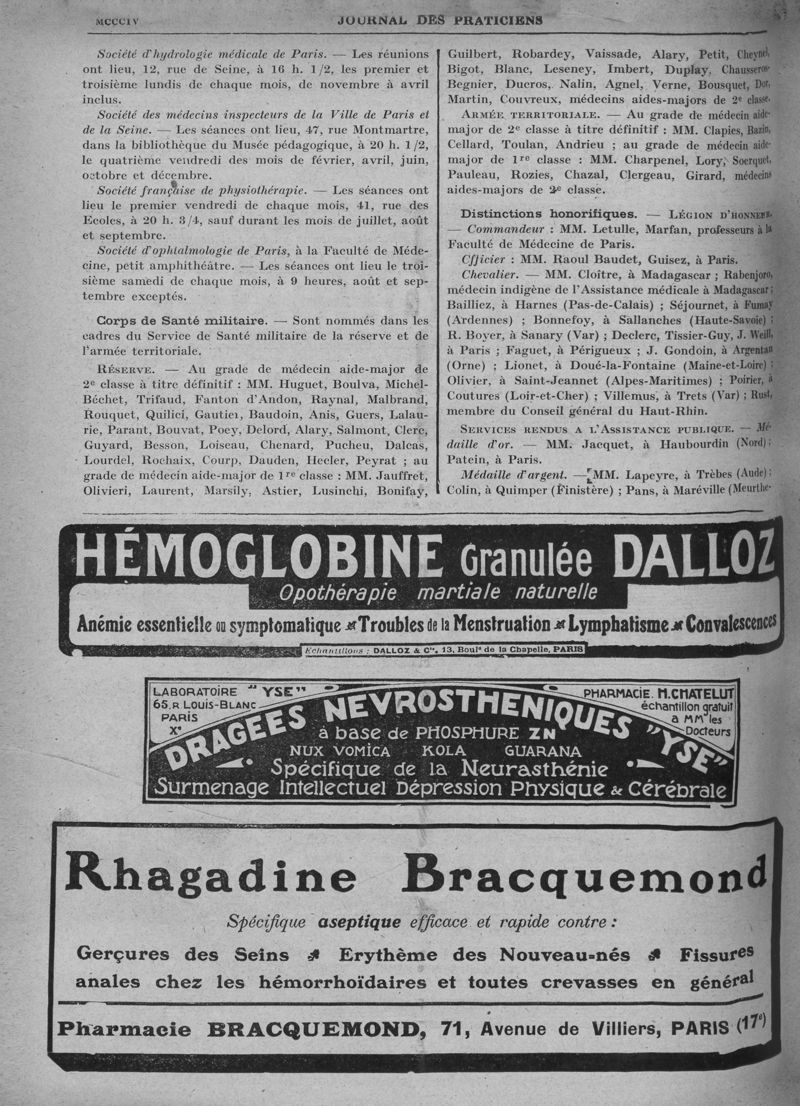 MCCCIV
JOURNAL DES PRATICIENS
Société d'hydrologie médicale de Paris. — Les réunions
ont lieu, 12, rue de Seine, à 16 h. 1/2, les premier et
troisième lundis de chaque mois, de novembre à avril
inclus.
Société des médecins inspecteurs de la Ville de Paris et
de la Seine. — Les séances ont lieu, 47, rue Montmartre,
dans la bibliothèque du Musée pédagogique, à 20 h. 1/2,
le quatrième vendredi des mois de février, avril, juin,
octobre et décembre.
Société française de physiothérapie. — Les séances ont
lieu le premier vendredi de chaque mois, 41, rue des
Ecoles, à 20 h. 3/4, sauf durant les mois de juillet, août
et septembre.
Société d'ophtalmologie de Paris, à la Faculté de Méde-
cine, petit amphithéâtre. — Les séances ont lieu le troi-
sième samedi de chaque mois, à 9 heures, août et sep-
tembre exceptés.
Corps de Santé militaire. — Sont nommés dans les
cadres du Service de Santé militaire de la réserve et de
l'armée territoriale.
RÉSERVE. — Au grade de médecin aide-major de
2e classe à titre définitif : MM. Huguet, Boulva, Michel-
Béchet, Trifaud, Fanton d'Andon, Raynal, Malbrand,
Rouquet, Quilici, Gautier, Baudoin, Anis, Guers, Lalau-
rie, Parant, Bouvat, Poey, Delord, Alary, Salmont, Clerc,
Guyard, Besson, Loiseau, Chenard, Pucheu, Dalcas,
Lourdel, Rochaix, Courp, Dauden, Hecler, Peyrat ; au
grade de médecin aide-major de 1re classe : MM. Jauffret,
Olivieri, Laurent, Marsily, Astier, Lusinchi, Bonifay,
Guilbert, Robardey, Vaissade, Alary, Petit, Cheynel,
Bigot, Blanc, Leseney, Imbert, Duplay, Chausseros-
Begnier, Ducros, Nalin, Agnel, Verne, Bousquet, Dor,
Martin, Couvreux, médecins aides-majors de 2e classe.
ARMÉE TERRITORIALE. — Au grade de médecin aide-
major de 2e classe à titre définitif : MM. Clapies, Bazin,
Cellard, Toulan, Andrieu ; au grade de médecin aide-
major de 1re classe : MM. Charpenel, Lory, Soerquet,
Pauleau, Rozies, Chazal, Clergeau, Girard, médecins
aides-majors de 2e classe.
Distinctions honorifiques. — LÉGION D'HONNEUR.
— Commandeur : MM. Letulle, Marfan, professeurs à la
Faculté de Médecine de Paris.
Officier : MM. Raoul Baudet, Guisez, à Paris.
Chevalier. — MM. Cloître, à Madagascar ; Rabenjoro,
médecin indigène de l'Assistance médicale à Madagascar ;
Bailliez, à Harnes (Pas-de-Calais) ; Séjournet, à Fumay
(Ardennes) ; Bonnefoy, à Sallanches (Haute-Savoie) ;
R. Boyer, à Sanary (Var) ; Declerc, Tissier-Guy, J. Weill,
à Paris ; Faguet, à Périgueux ; J. Gondoin, à Argentan
(Orne) ; Lionet, à Doué-la-Fontaine (Maine-et-Loire) ;
Olivier, à Saint-Jeannet (Alpes-Maritimes) ; Poirier, à
Coutures (Loir-et-Cher) ; Villemus, à Trets (Var) ; Rust,
membre du Conseil général du Haut-Rhin.
SERVICES RENDUS A L'ASSISTANCE PUBLIQUE. — Mé-
daille d'or. — MM. Jacquet, à Haubourdin (Nord) ;
Patein, à Paris.
Médaille d'argent. — MM. Lapeyre, à Trèbes (Aude) ;
Colin, à Quimper (Finistère) ; Pans, à Maréville (Meurthe-
HÉMOGLOBINE Granulée DALLOZ
Opothérapie martiale naturelle
Anémie essentielle ou symptomatique Troubles de la Menstruation Lymphatisme Convalescences
Echantillons : DALLOZ & Cie, 13, Bould de la Chapelle, PARIS
LABORATOIRE "YSE"
65, R LOUIS-BLANC
PARIS
Xe
PHARMACIE. M. CHATELUT
échantillon gratuit
à MMrs les
Docteurs
DRAGÉES NEVROSTHENIQUES "YSE"
à base de PHOSPHURE ZN
NUX VOMICA KOLA GUARANA
Spécifique de la Neurasthénie
Surmenage Intellectuel Dépression Physique & Cérébrale
Rhagadine Bracquemond
Spécifique aseptique efficace et rapide contre :
Gerçures des Seins Erythème des Nouveau-nés Fissures
anales chez les hémorrhoïdaires et toutes crevasses en général
Pharmacie BRACQUEMOND, 71, Avenue de Villiers, PARIS (17e)